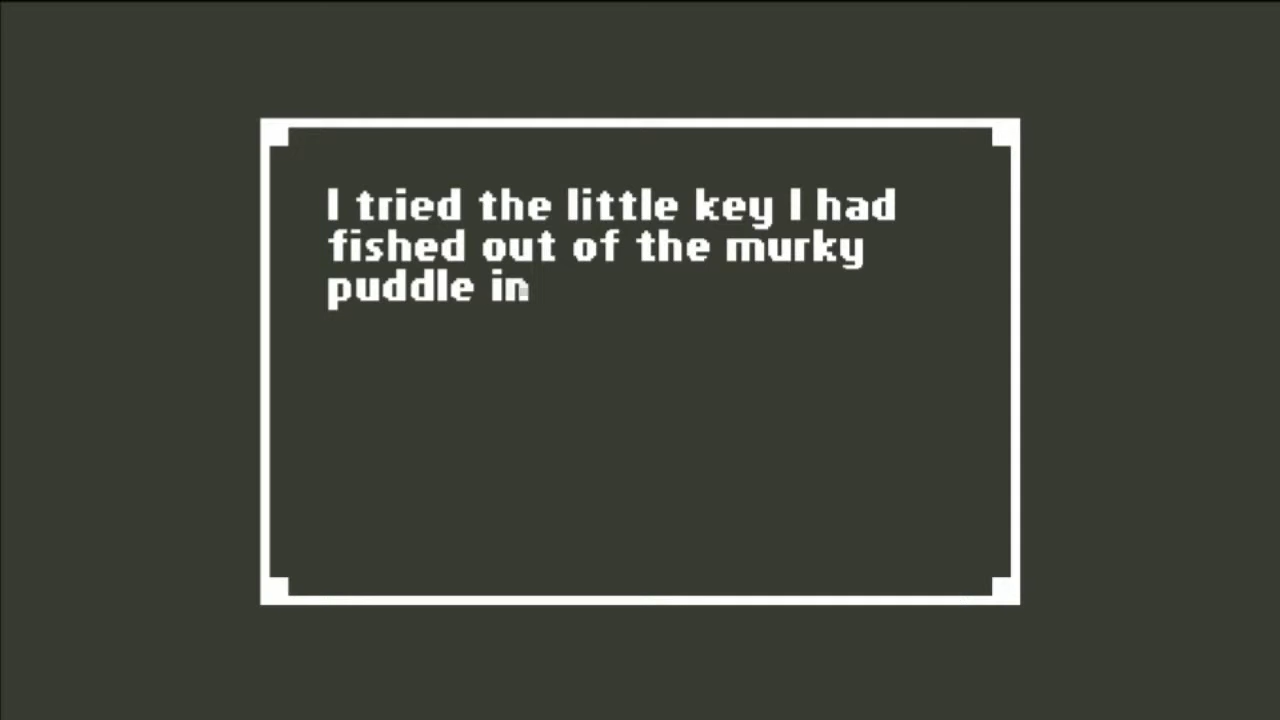 I tried the little key I had
fished out of the murky
puddle in